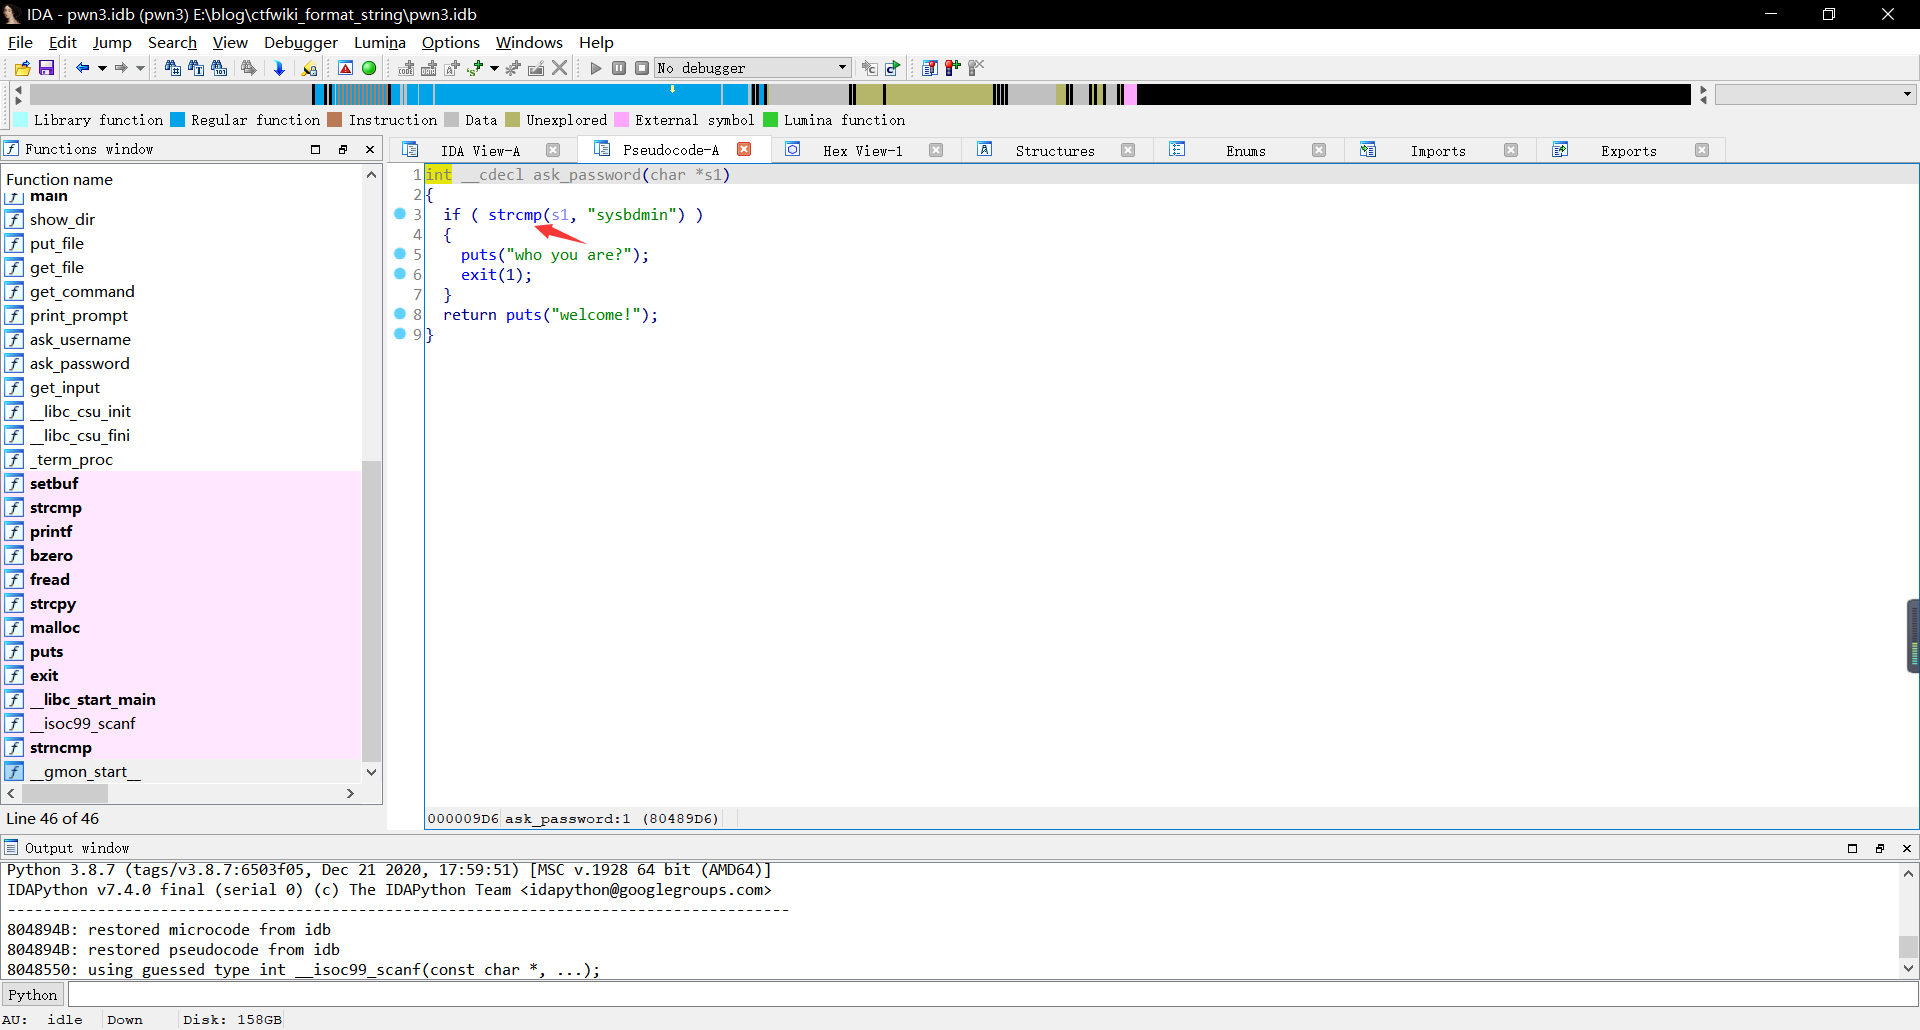 IDA - pwn3.idb (pwn3) E:\blog\ctfwiki_format_string\pwn3.idb
File Edit Jump Search View Debugger Lumina Options Windows Help
No debugger
Library function Regular function Instruction Data Unexplored External symbol Lumina function
Functions window
IDA View-A Pseudocode-A Hex View-1 Structures Enums Imports Exports
Function name
main
show_dir
put_file
get_file
get_command
print_prompt
ask_username
ask_password
get_input
__libc_csu_init
__libc_csu_fini
_term_proc
setbuf
strcmp
printf
bzero
fread
strcpy
malloc
puts
exit
__libc_start_main
__isoc99_scanf
strncmp
__gmon_start__
Line 46 of 46
1 int __cdecl ask_password(char *s1)
2 {
3 if ( strcmp(s1, "sysbdmin") )
4 {
5 puts("who you are?");
6 exit(1);
7 }
8 return puts("welcome!");
9 }
000009D6 ask_password:1 (80489D6)
Output window
Python 3.8.7 (tags/v3.8.7:6503f05, Dec 21 2020, 17:59:51) [MSC v.1928 64 bit (AMD64)]
IDAPython v7.4.0 final (serial 0) (c) The IDAPython Team <idapython@googlegroups.com>
---------------------------------------------------------------------------------------
804894B: restored microcode from idb
804894B: restored pseudocode from idb
8048550: using guessed type int __isoc99_scanf(const char *, ...);
Python
AU: idle Down Disk: 158GB